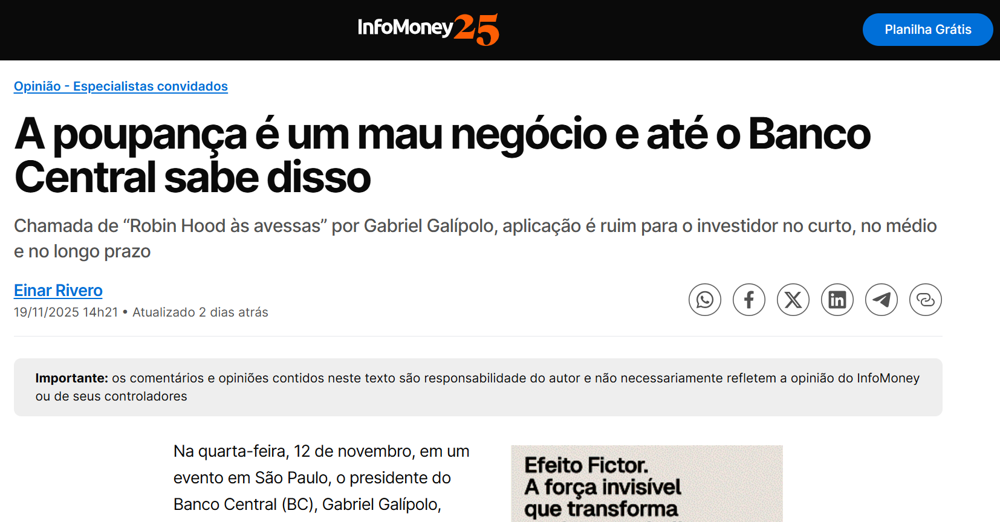 InfoMoney 25
Planilha Grátis
Opinião - Especialistas convidados
A poupança é um mau negócio e até o Banco
Central sabe disso
Chamada de “Robin Hood às avessas” por Gabriel Galípolo, aplicação é ruim para o investidor no curto, no médio
e no longo prazo
Einar Rivero
19/11/2025 14h21 • Atualizado 2 dias atrás
Importante: os comentários e opiniões contidos neste texto são responsabilidade do autor e não necessariamente refletem a opinião do InfoMoney
ou de seus controladores
Na quarta-feira, 12 de novembro, em um
evento em São Paulo, o presidente do
Banco Central (BC), Gabriel Galípolo,
Efeito Fictor.
A força invisível
que transforma